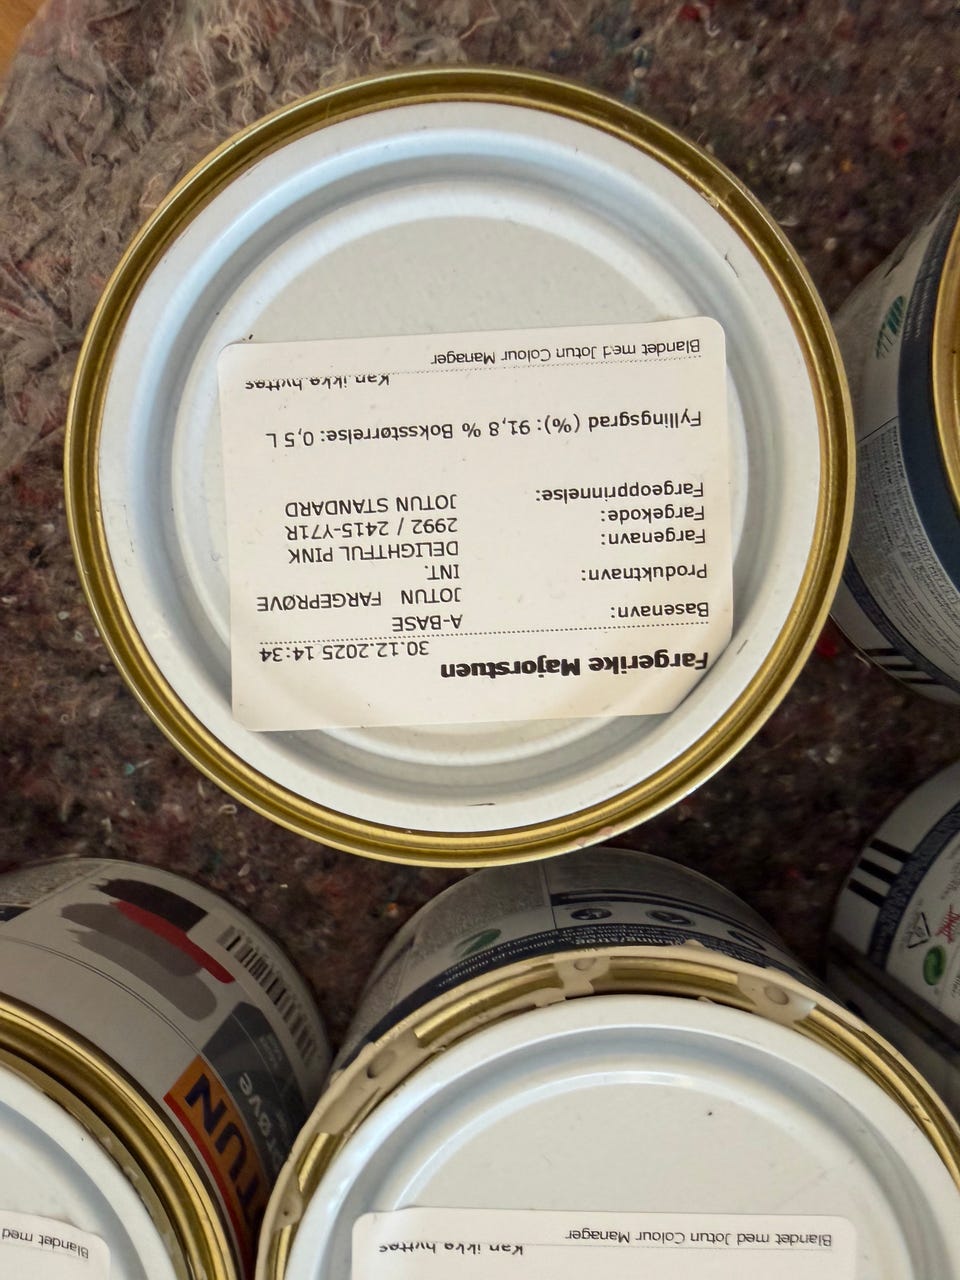 Fargerike Majorstuen
30.12.2025 14:34
Basenavn: A-BASE
Produktnavn: JOTUN FARGEPRØVE
INT.
Fargenavn: DELIGHTFUL PINK
Fargekode: 2992 / 2415-Y71R
Fargeopprinnelse: JOTUN STANDARD
Fyllingsgrad (%): 91,8 % Boksstørrelse: 0,5 L
Kan ikke byttes
Blandet med Jotun Colour Manager
Kan ikke byttes
Blandet med Jotun Colour Manager
Blandet med